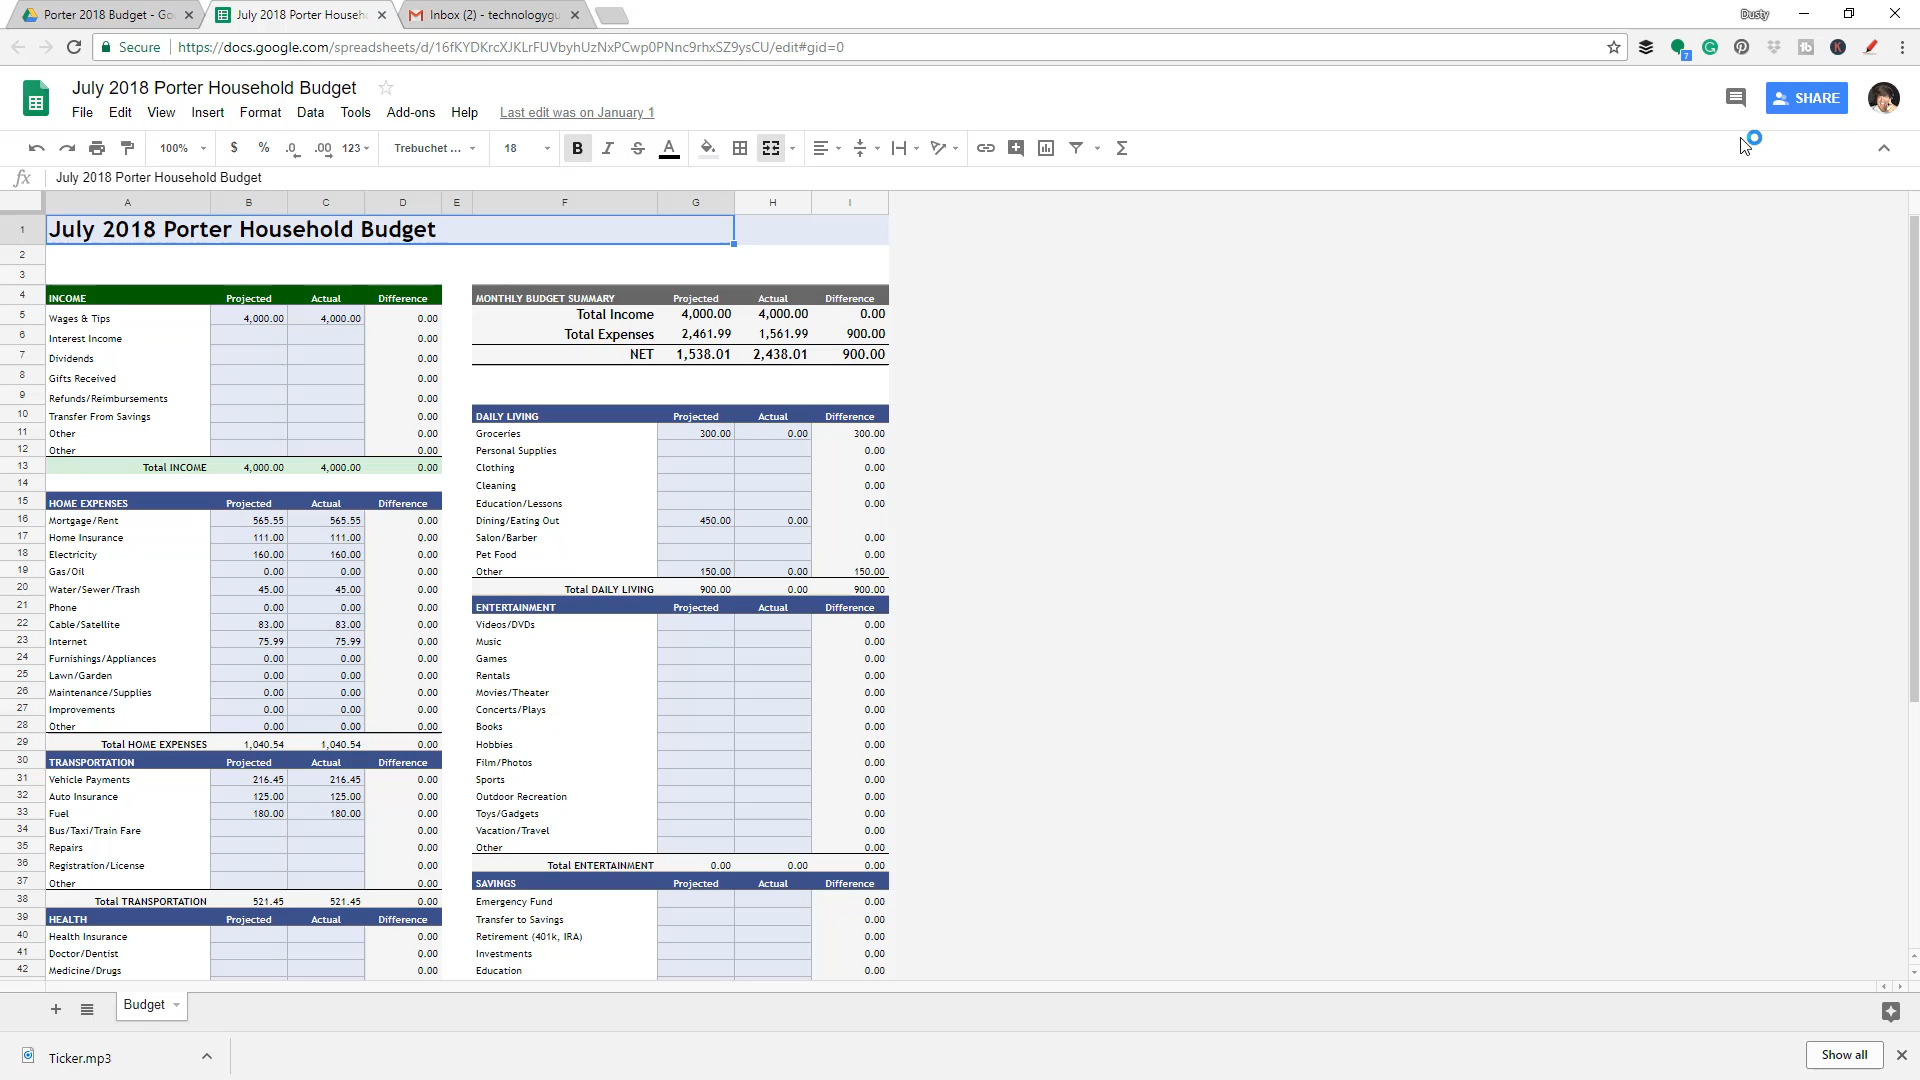 Porter 2018 Budget - Go
July 2018 Porter Househ
Inbox (2) - technologygu
Dusty
Secure
https://docs.google.com/spreadsheets/d/16fKYDKrcXJKLrFUVbyhUzNxPCwp0PNnc9rhxSZ9ysCU/edit#gid=0
7
July 2018 Porter Household Budget
SHARE
File Edit View Insert Format Data Tools Add-ons Help Last edit was on January 1
100% $ % .0 .00 123 Trebuchet ... 18 B I S A Σ
fx July 2018 Porter Household Budget
A B C D E F G H I
1 July 2018 Porter Household Budget
2
3
4 INCOME Projected Actual Difference MONTHLY BUDGET SUMMARY Projected Actual Difference
5 Wages & Tips 4,000.00 4,000.00 0.00 Total Income 4,000.00 4,000.00 0.00
6 Interest Income 0.00 Total Expenses 2,461.99 1,561.99 900.00
7 Dividends 0.00 NET 1,538.01 2,438.01 900.00
8 Gifts Received 0.00
9 Refunds/Reimbursements 0.00
10 Transfer From Savings 0.00 DAILY LIVING Projected Actual Difference
11 Other 0.00 Groceries 300.00 0.00 300.00
12 Other 0.00 Personal Supplies 0.00
13 Total INCOME 4,000.00 4,000.00 0.00 Clothing 0.00
14 Cleaning 0.00
15 HOME EXPENSES Projected Actual Difference Education/Lessons 0.00
16 Mortgage/Rent 565.55 565.55 0.00 Dining/Eating Out 450.00 0.00
17 Home Insurance 111.00 111.00 0.00 Salon/Barber 0.00
18 Electricity 160.00 160.00 0.00 Pet Food 0.00
19 Gas/Oil 0.00 0.00 0.00 Other 150.00 0.00 150.00
20 Water/Sewer/Trash 45.00 45.00 0.00 Total DAILY LIVING 900.00 0.00 900.00
21 Phone 0.00 0.00 0.00 ENTERTAINMENT Projected Actual Difference
22 Cable/Satellite 83.00 83.00 0.00 Videos/DVDs 0.00
23 Internet 75.99 75.99 0.00 Music 0.00
24 Furnishings/Appliances 0.00 0.00 0.00 Games 0.00
25 Lawn/Garden 0.00 0.00 0.00 Rentals 0.00
26 Maintenance/Supplies 0.00 0.00 0.00 Movies/Theater 0.00
27 Improvements 0.00 0.00 0.00 Concerts/Plays 0.00
28 Other 0.00 0.00 0.00 Books 0.00
29 Total HOME EXPENSES 1,040.54 1,040.54 0.00 Hobbies 0.00
30 TRANSPORTATION Projected Actual Difference Film/Photos 0.00
31 Vehicle Payments 216.45 216.45 0.00 Sports 0.00
32 Auto Insurance 125.00 125.00 0.00 Outdoor Recreation 0.00
33 Fuel 180.00 180.00 0.00 Toys/Gadgets 0.00
34 Bus/Taxi/Train Fare 0.00 Vacation/Travel 0.00
35 Repairs 0.00 Other 0.00
36 Registration/License 0.00 Total ENTERTAINMENT 0.00 0.00 0.00
37 Other 0.00 SAVINGS Projected Actual Difference
38 Total TRANSPORTATION 521.45 521.45 0.00 Emergency Fund 0.00
39 HEALTH Projected Actual Difference Transfer to Savings 0.00
40 Health Insurance 0.00 Retirement (401k, IRA) 0.00
41 Doctor/Dentist 0.00 Investments 0.00
42 Medicine/Drugs 0.00 Education 0.00
Budget
Ticker.mp3
Show all